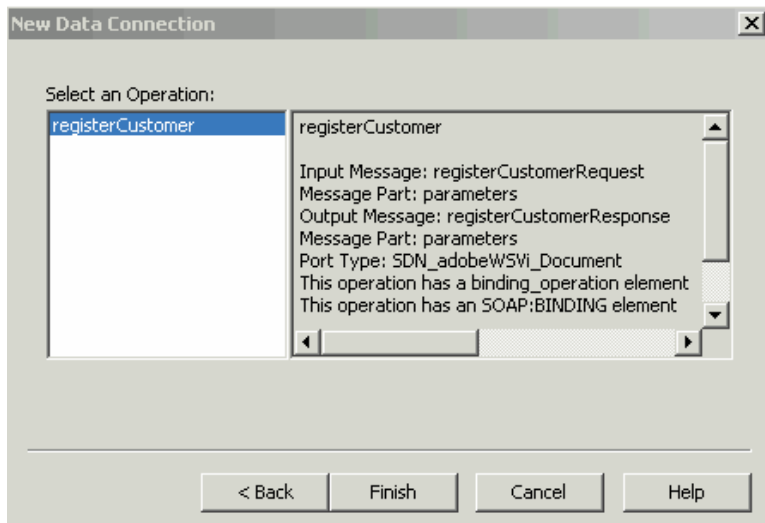 New Data Connection
Select an Operation:
registerCustomer
registerCustomer
Input Message: registerCustomerRequest
Message Part: parameters
Output Message: registerCustomerResponse
Message Part: parameters
Port Type: SDN_adobeWSVi_Document
This operation has a binding_operation element
This operation has an SOAP:BINDING element
< Back
Finish
Cancel
Help